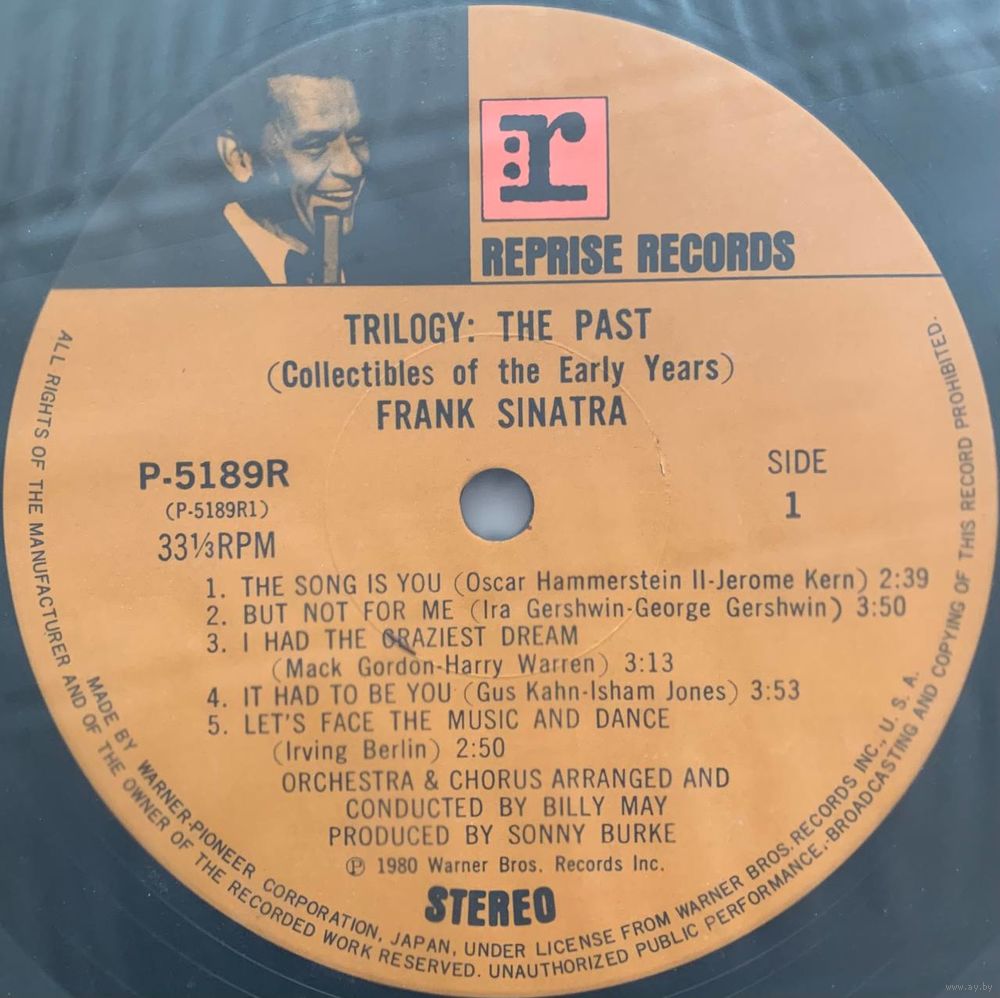 r
REPRISE RECORDS
TRILOGY: THE PAST
(Collectibles of the Early Years)
FRANK SINATRA
P-5189R
(P-5189R1)
33⅓RPM
SIDE
1
1. THE SONG IS YOU (Oscar Hammerstein II-Jerome Kern) 2:39
2. BUT NOT FOR ME (Ira Gershwin-George Gershwin) 3:50
3. I HAD THE CRAZIEST DREAM
(Mack Gordon-Harry Warren) 3:13
4. IT HAD TO BE YOU (Gus Kahn-Isham Jones) 3:53
5. LET'S FACE THE MUSIC AND DANCE
(Irving Berlin) 2:50
ORCHESTRA & CHORUS ARRANGED AND
CONDUCTED BY BILLY MAY
PRODUCED BY SONNY BURKE
Ⓟ 1980 Warner Bros. Records Inc.
STEREO
MADE BY WARNER-PIONEER CORPORATION, JAPAN, UNDER LICENSE FROM WARNER BROS. RECORDS INC., U. S. A.
ALL RIGHTS OF THE MANUFACTURER AND OF THE OWNER OF THE RECORDED WORK RESERVED. UNAUTHORIZED PUBLIC PERFORMANCE, BROADCASTING AND COPYING OF THIS RECORD PROHIBITED.
www.ay.by